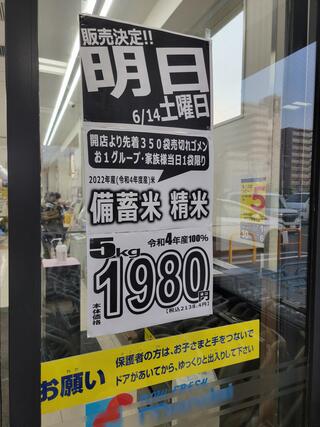 販売決定!!
明日
6/14土曜日
開店より先着350袋売切れゴメン
お1グループ・家族様当日1袋限り
2022年産(令和4年度産)米
備蓄米 精米
5kg
令和4年産100%
本体価格
1980円
【税込2138.4円】
お願い
保護者の方は、お子さまと手をつないで
ドアがあいてから、ゆっくりと出入りして下さい